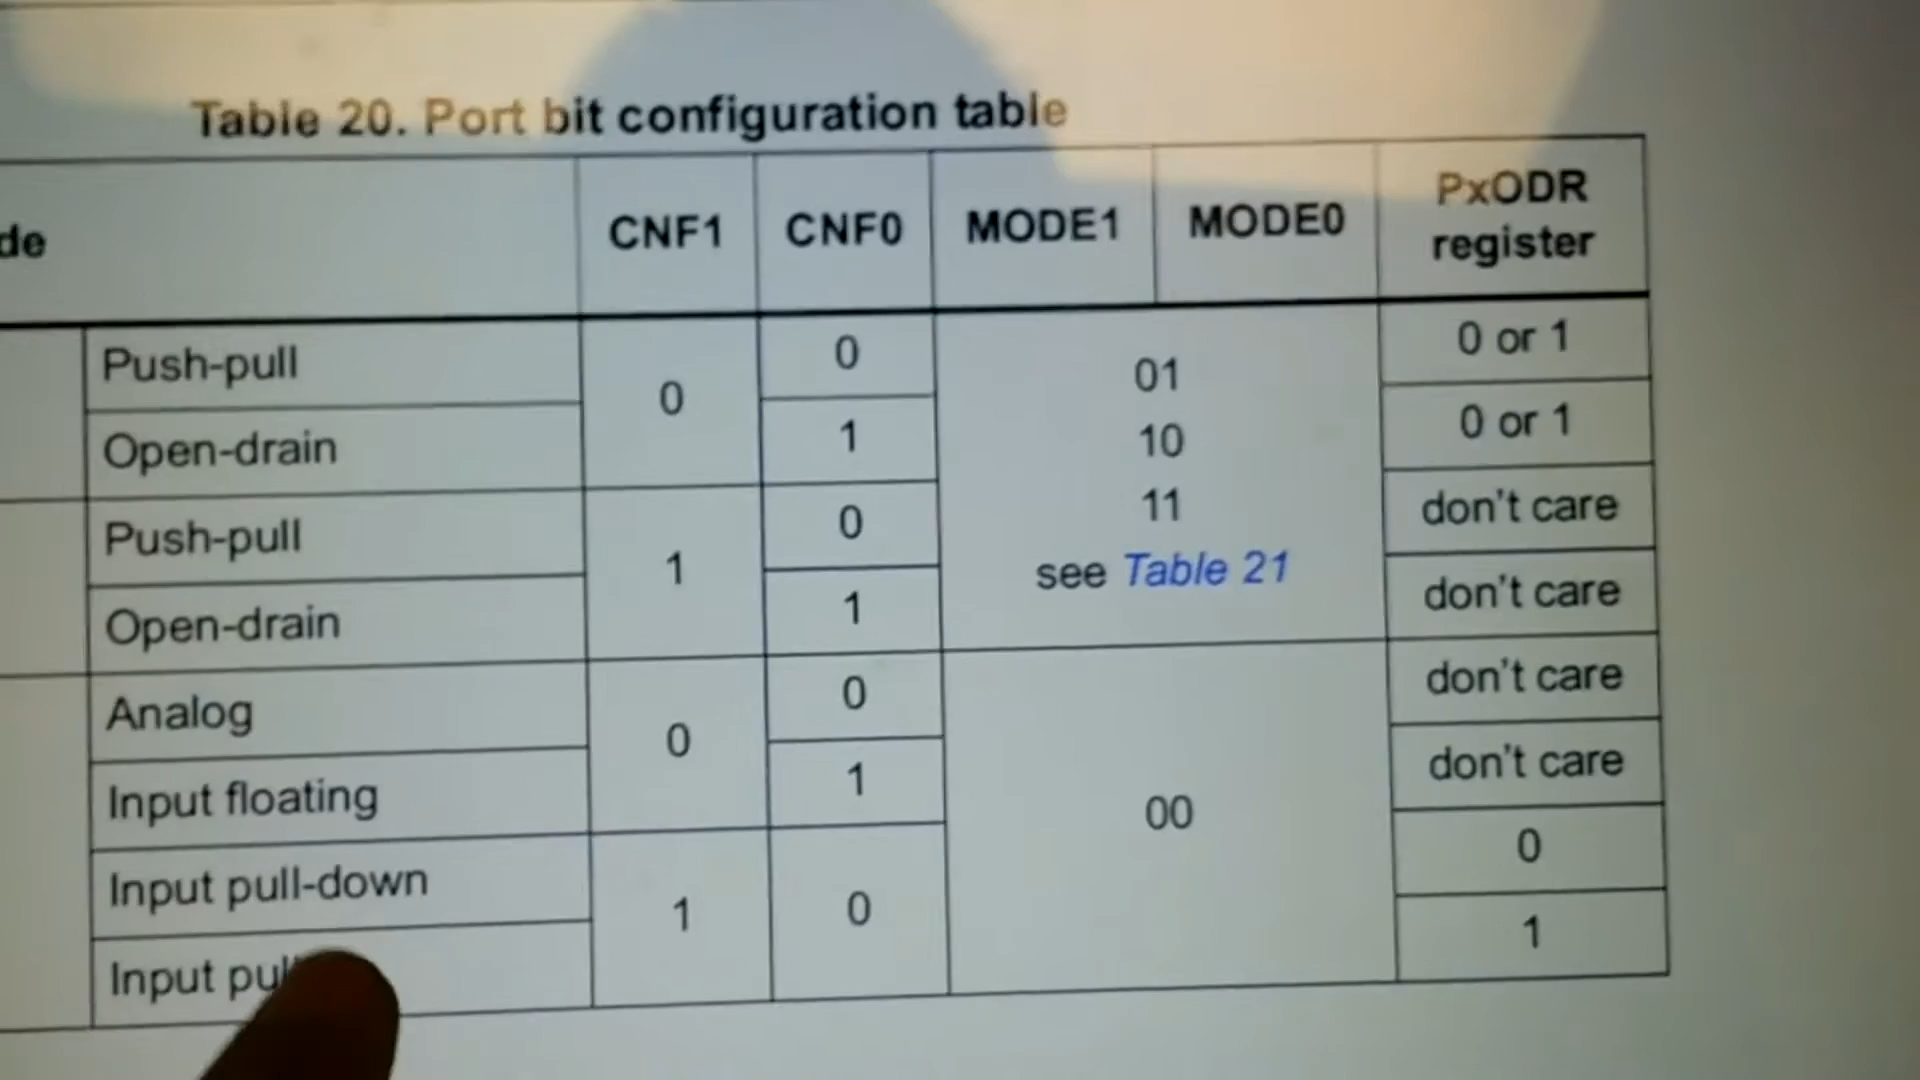 Table 20. Port bit configuration table
de CNF1 CNF0 MODE1 MODE0 PxODR register
Push-pull 0 0 01 10 11 see Table 21 0 or 1
Open-drain 1 0 or 1
Push-pull 1 0 don't care
Open-drain 1 don't care
Analog 0 0 00 don't care
Input floating 1 don't care
Input pull-down 1 0 0
Input 1